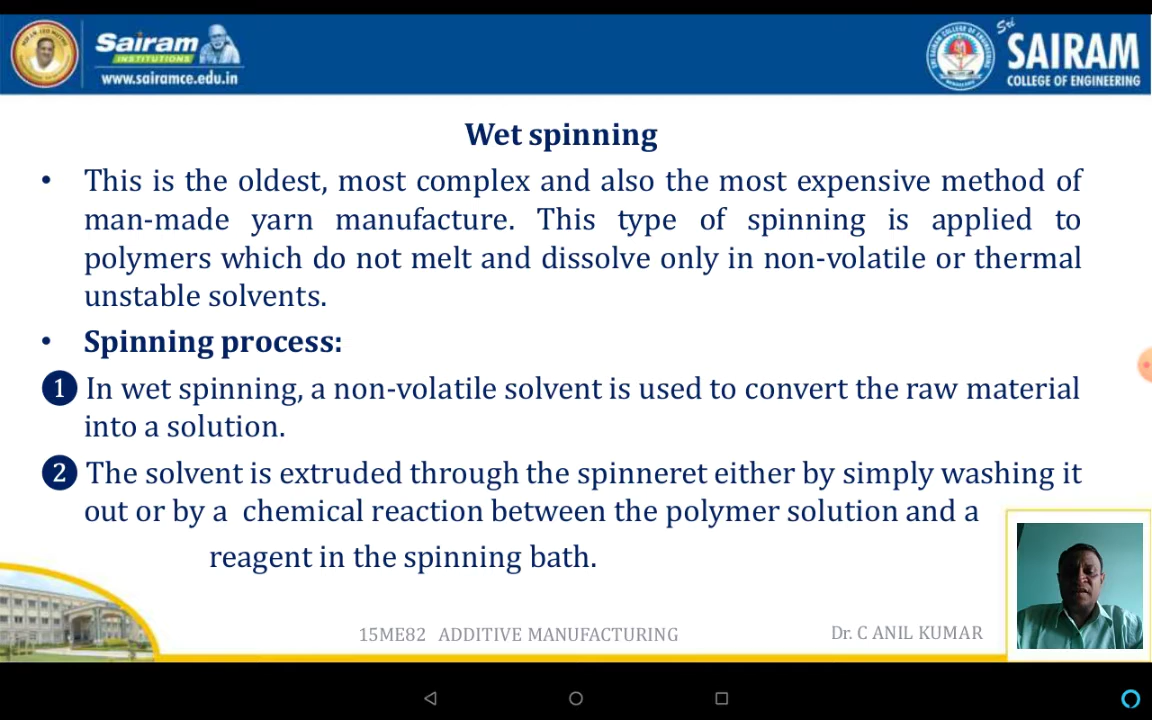 Sairam
INSTITUTIONS
www.sairamce.edu.in
Sri
SAIRAM
COLLEGE OF ENGINEERING
Wet spinning
• This is the oldest, most complex and also the most expensive method of
man-made yarn manufacture. This type of spinning is applied to
polymers which do not melt and dissolve only in non-volatile or thermal
unstable solvents.
• Spinning process:
❶ In wet spinning, a non-volatile solvent is used to convert the raw material
into a solution.
❷ The solvent is extruded through the spinneret either by simply washing it
out or by a chemical reaction between the polymer solution and a
reagent in the spinning bath.
15ME82 ADDITIVE MANUFACTURING
Dr. C ANIL KUMAR